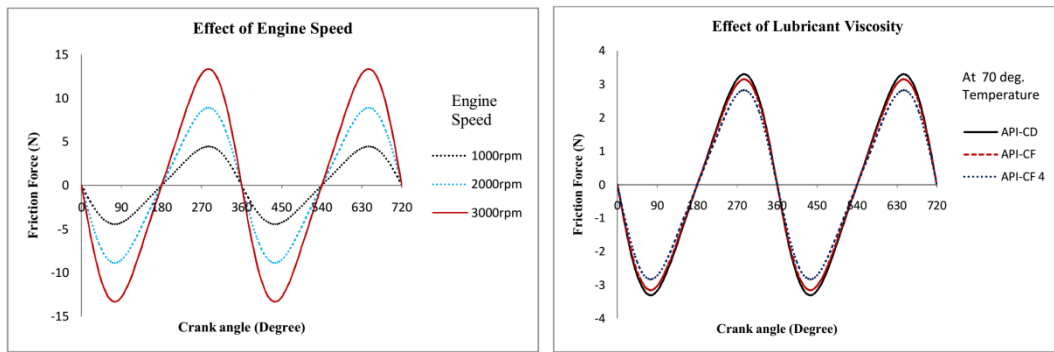 Effect of Engine Speed
15
10
5
0
-5
-10
-15
Friction Force (N)
0 90 180 270 360 450 540 630 720
Crank angle (Degree)
Engine
Speed
1000rpm
2000rpm
3000rpm
Effect of Lubricant Viscosity
4
3
2
1
0
-1
-2
-3
-4
Friction Force (N)
0 90 180 270 360 450 540 630 720
Crank angle (Degree)
At 70 deg.
Temperature
API-CD
API-CF
API-CF 4